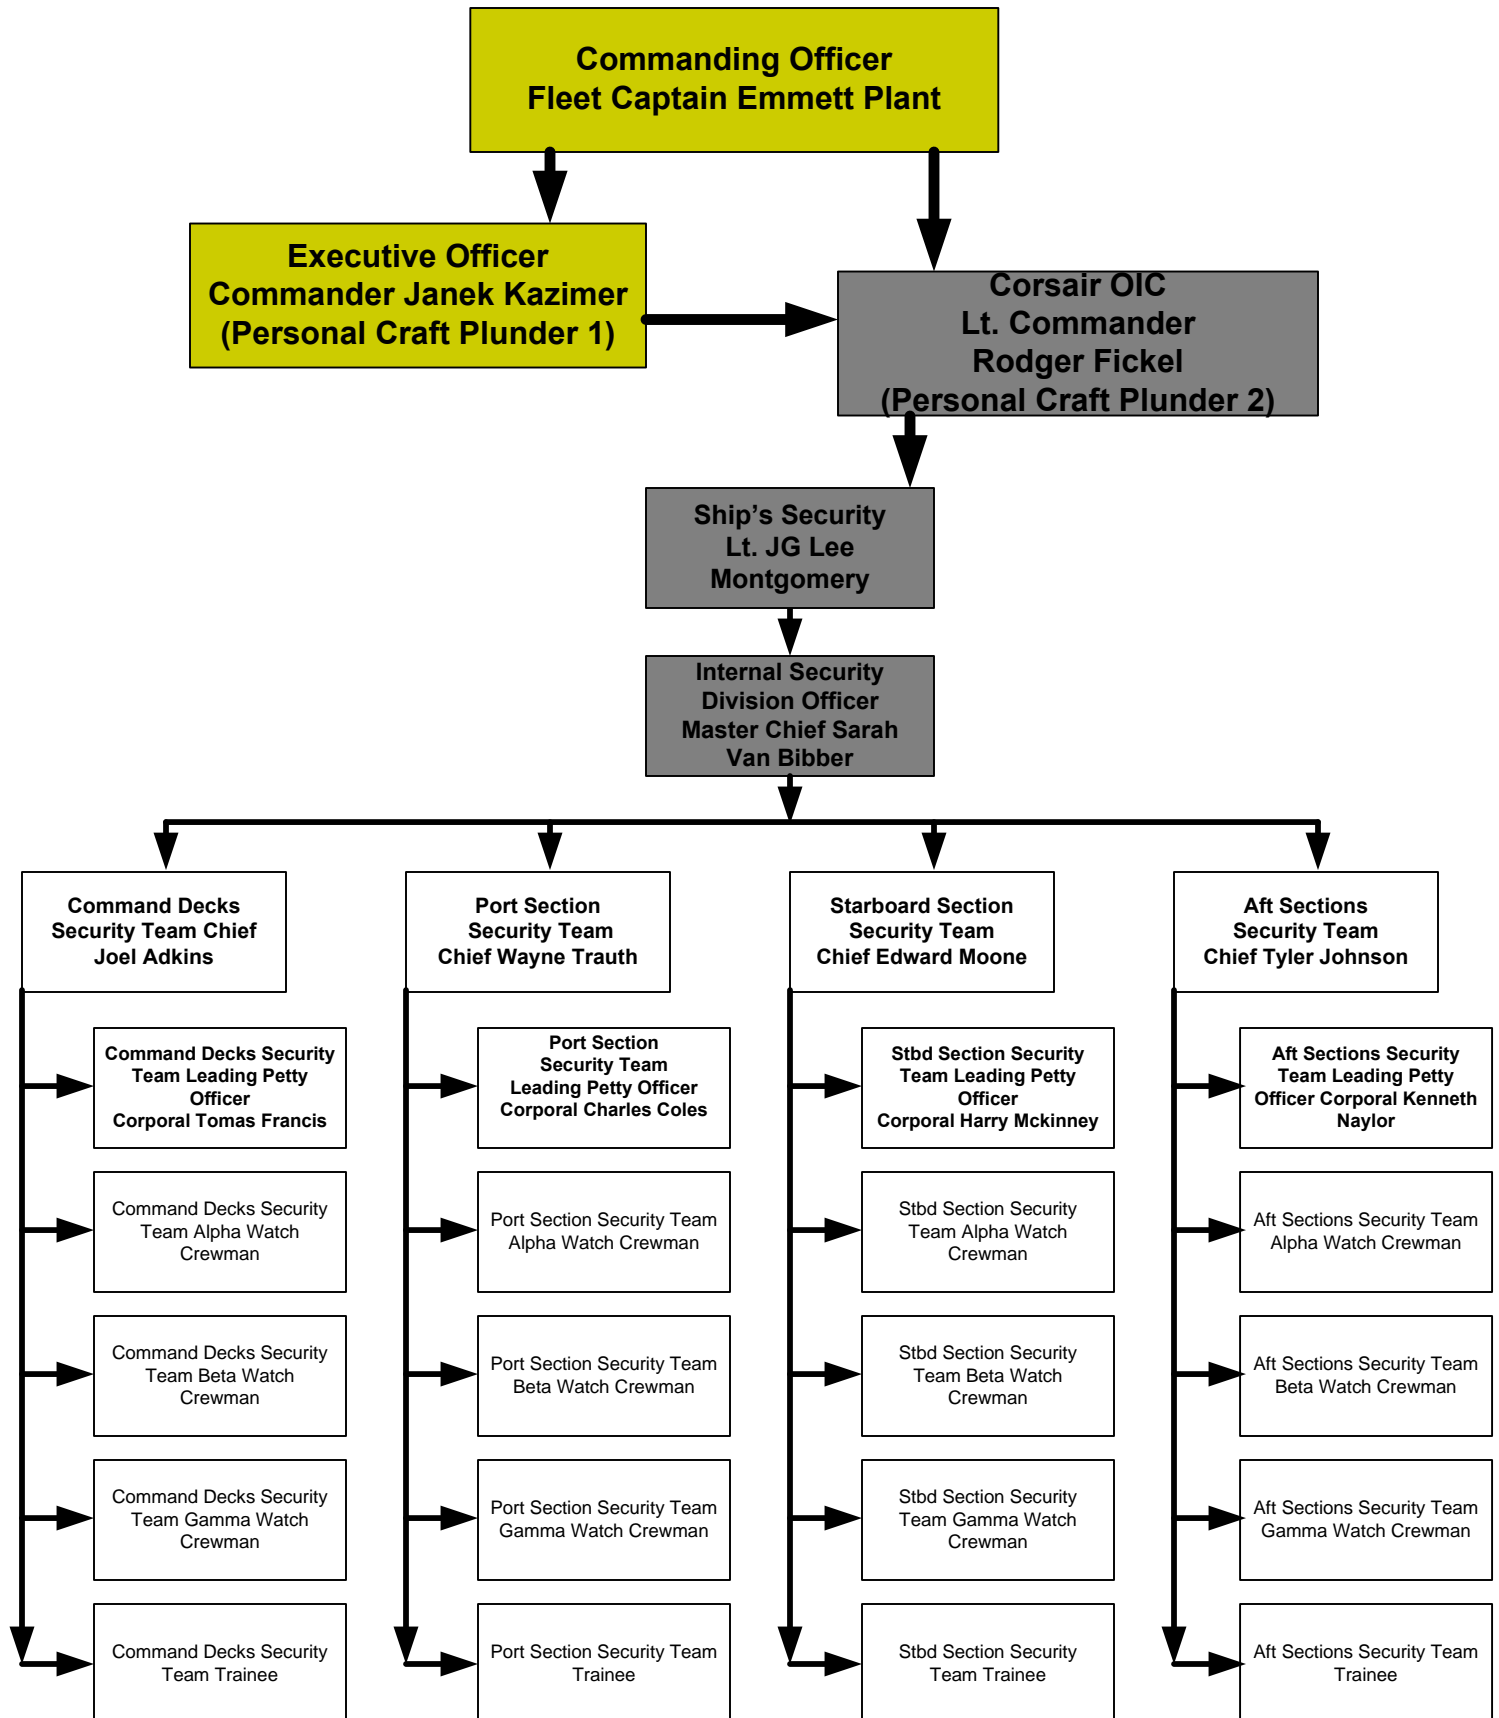 Commanding Officer
Fleet Captain Emmett Plant
Executive Officer
Commander Janek Kazimer
(Personal Craft Plunder 1)
Corsair OIC
Lt. Commander
Rodger Fickel
(Personal Craft Plunder 2)
Ship’s Security
Lt. JG Lee
Montgomery
Internal Security
Division Officer
Master Chief Sarah
Van Bibber
Command Decks
Security Team Chief
Joel Adkins
Port Section
Security Team
Chief Wayne Trauth
Starboard Section
Security Team
Chief Edward Moone
Aft Sections
Security Team
Chief Tyler Johnson
Command Decks Security
Team Leading Petty
Officer
Corporal Tomas Francis
Port Section
Security Team
Leading Petty Officer
Corporal Charles Coles
Stbd Section Security
Team Leading Petty
Officer
Corporal Harry Mckinney
Aft Sections Security
Team Leading Petty
Officer Corporal Kenneth
Naylor
Command Decks Security
Team Alpha Watch
Crewman
Port Section Security Team
Alpha Watch Crewman
Stbd Section Security
Team Alpha Watch
Crewman
Aft Sections Security Team
Alpha Watch Crewman
Command Decks Security
Team Beta Watch
Crewman
Port Section Security Team
Beta Watch Crewman
Stbd Section Security
Team Beta Watch
Crewman
Aft Sections Security Team
Beta Watch Crewman
Command Decks Security
Team Gamma Watch
Crewman
Port Section Security Team
Gamma Watch Crewman
Stbd Section Security
Team Gamma Watch
Crewman
Aft Sections Security Team
Gamma Watch Crewman
Command Decks Security
Team Trainee
Port Section Security Team
Trainee
Stbd Section Security
Team Trainee
Aft Sections Security Team
Trainee